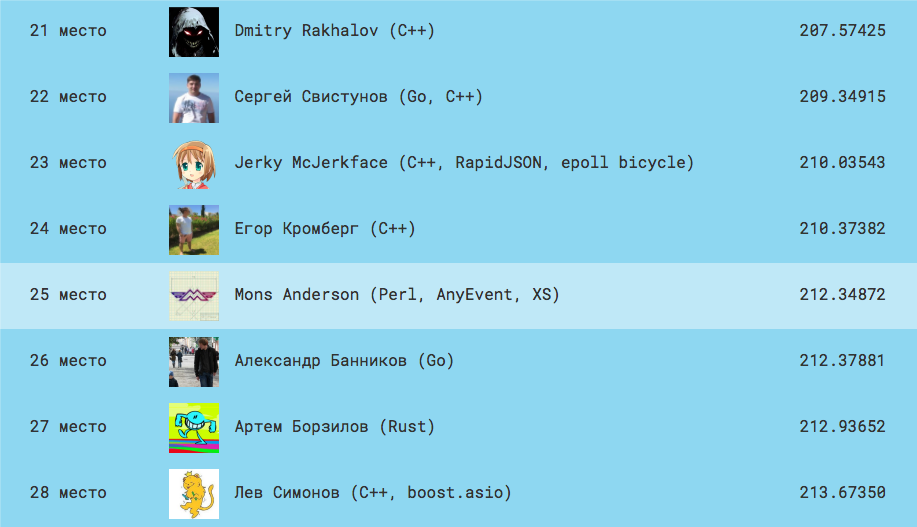 21 место Dmitry Rakhalov (C++) 207.57425
22 место Сергей Свистунов (Go, C++) 209.34915
23 место Jerky McJerkface (C++, RapidJSON, epoll bicycle) 210.03543
24 место Егор Кромберг (C++) 210.37382
25 место Mons Anderson (Perl, AnyEvent, XS) 212.34872
26 место Александр Банников (Go) 212.37881
27 место Артем Борзилов (Rust) 212.93652
28 место Лев Симонов (C++, boost.asio) 213.67350